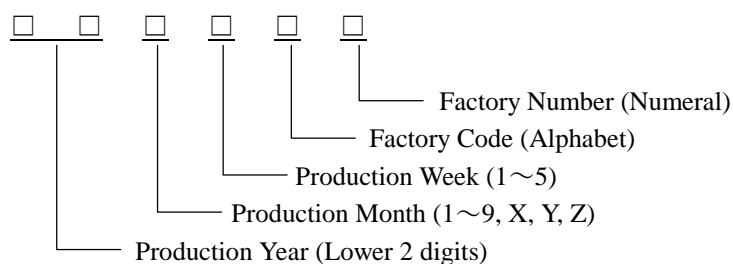 □ □ □ □ □ □
Factory Number (Numeral)
Factory Code (Alphabet)
Production Week (1～5)
Production Month (1～9, X, Y, Z)
Production Year (Lower 2 digits)